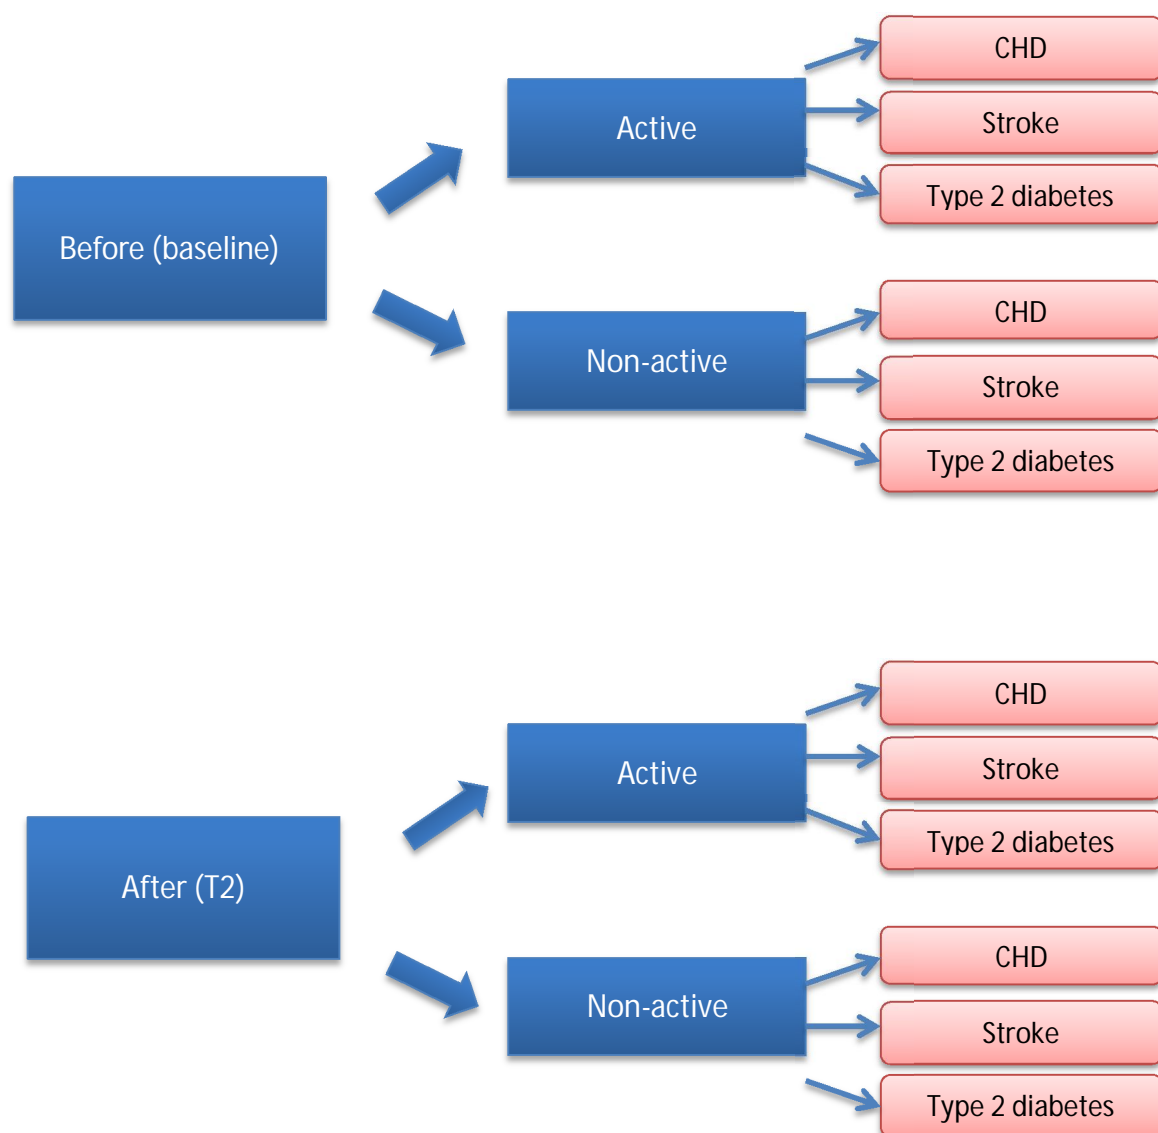 CHD
Active
Stroke
Type 2 diabetes
Before (baseline)
CHD
Non-active
Stroke
Type 2 diabetes
CHD
Active
Stroke
Type 2 diabetes
After (T2)
CHD
Non-active
Stroke
Type 2 diabetes